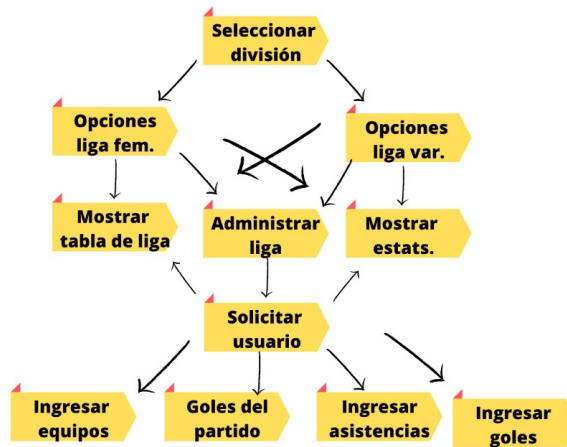 Seleccionar
división
Opciones
liga fem.
Opciones
liga var.
Mostrar
tabla de liga
Administrar
liga
Mostrar
estats.
Solicitar
usuario
Ingresar
equipos
Goles del
partido
Ingresar
asistencias
Ingresar
goles